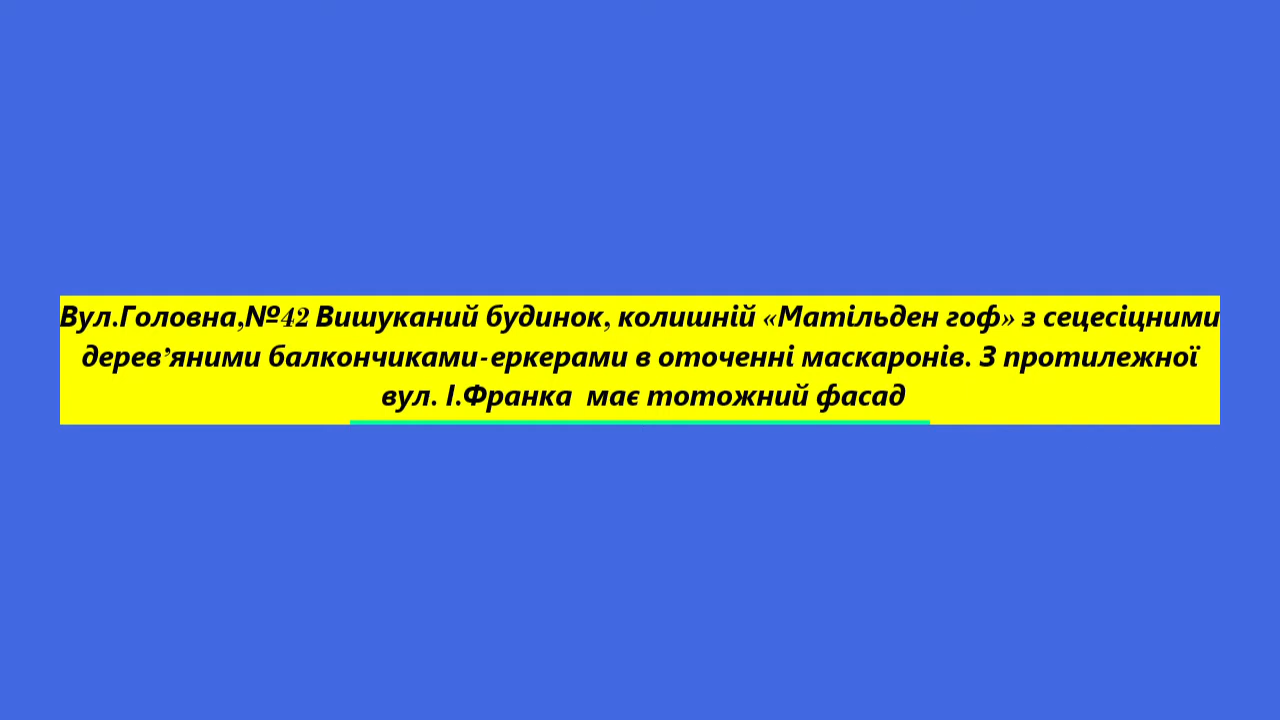 Вул.Головна,№42 Вишуканий будинок, колишній «Матільден гоф» з сецесіцними
дерев’яними балкончиками-еркерами в оточенні маскаронів. З протилежної
вул. І.Франка  має тотожний фасад